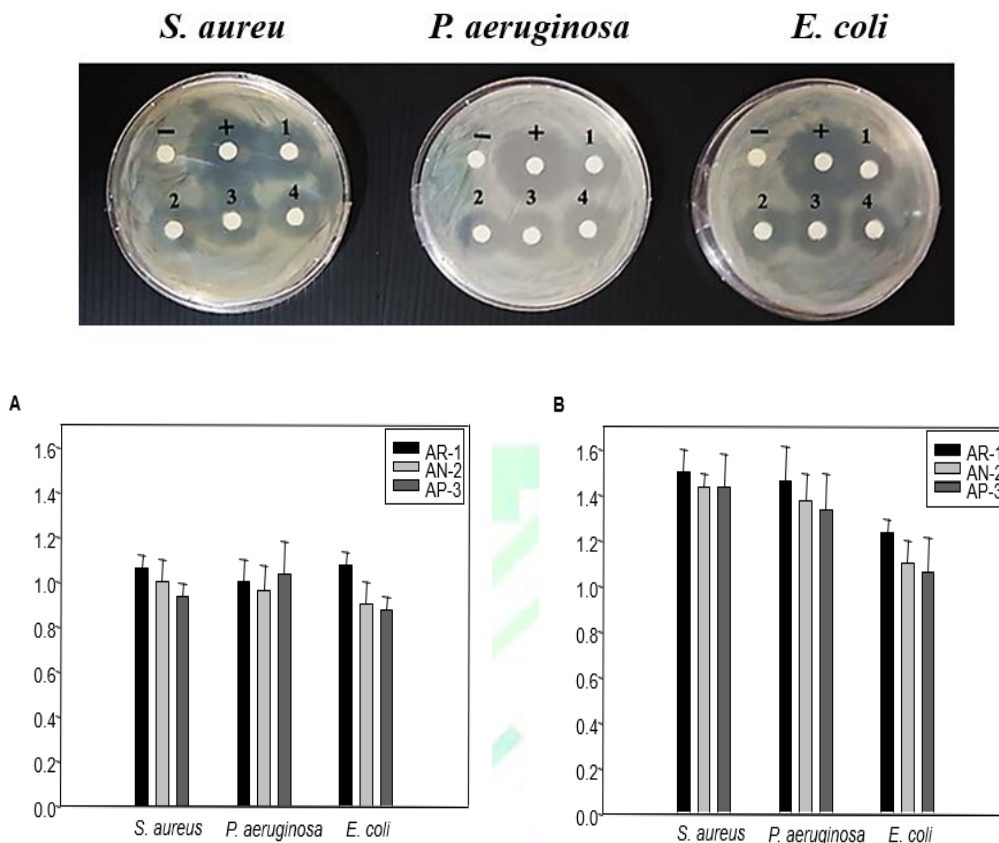 S. aureu P. aeruginosa E. coli
− + 1
2 3 4
− + 1
2 3 4
− + 1
2 3 4
A
1.6
1.4
1.2
1.0
0.8
0.6
0.4
0.2
0.0
AR-1
AN-2
AP-3
S. aureus P. aeruginosa E. coli
B
1.6
1.4
1.2
1.0
0.8
0.6
0.4
0.2
0.0
AR-1
AN-2
AP-3
S. aureus P. aeruginosa E. coli